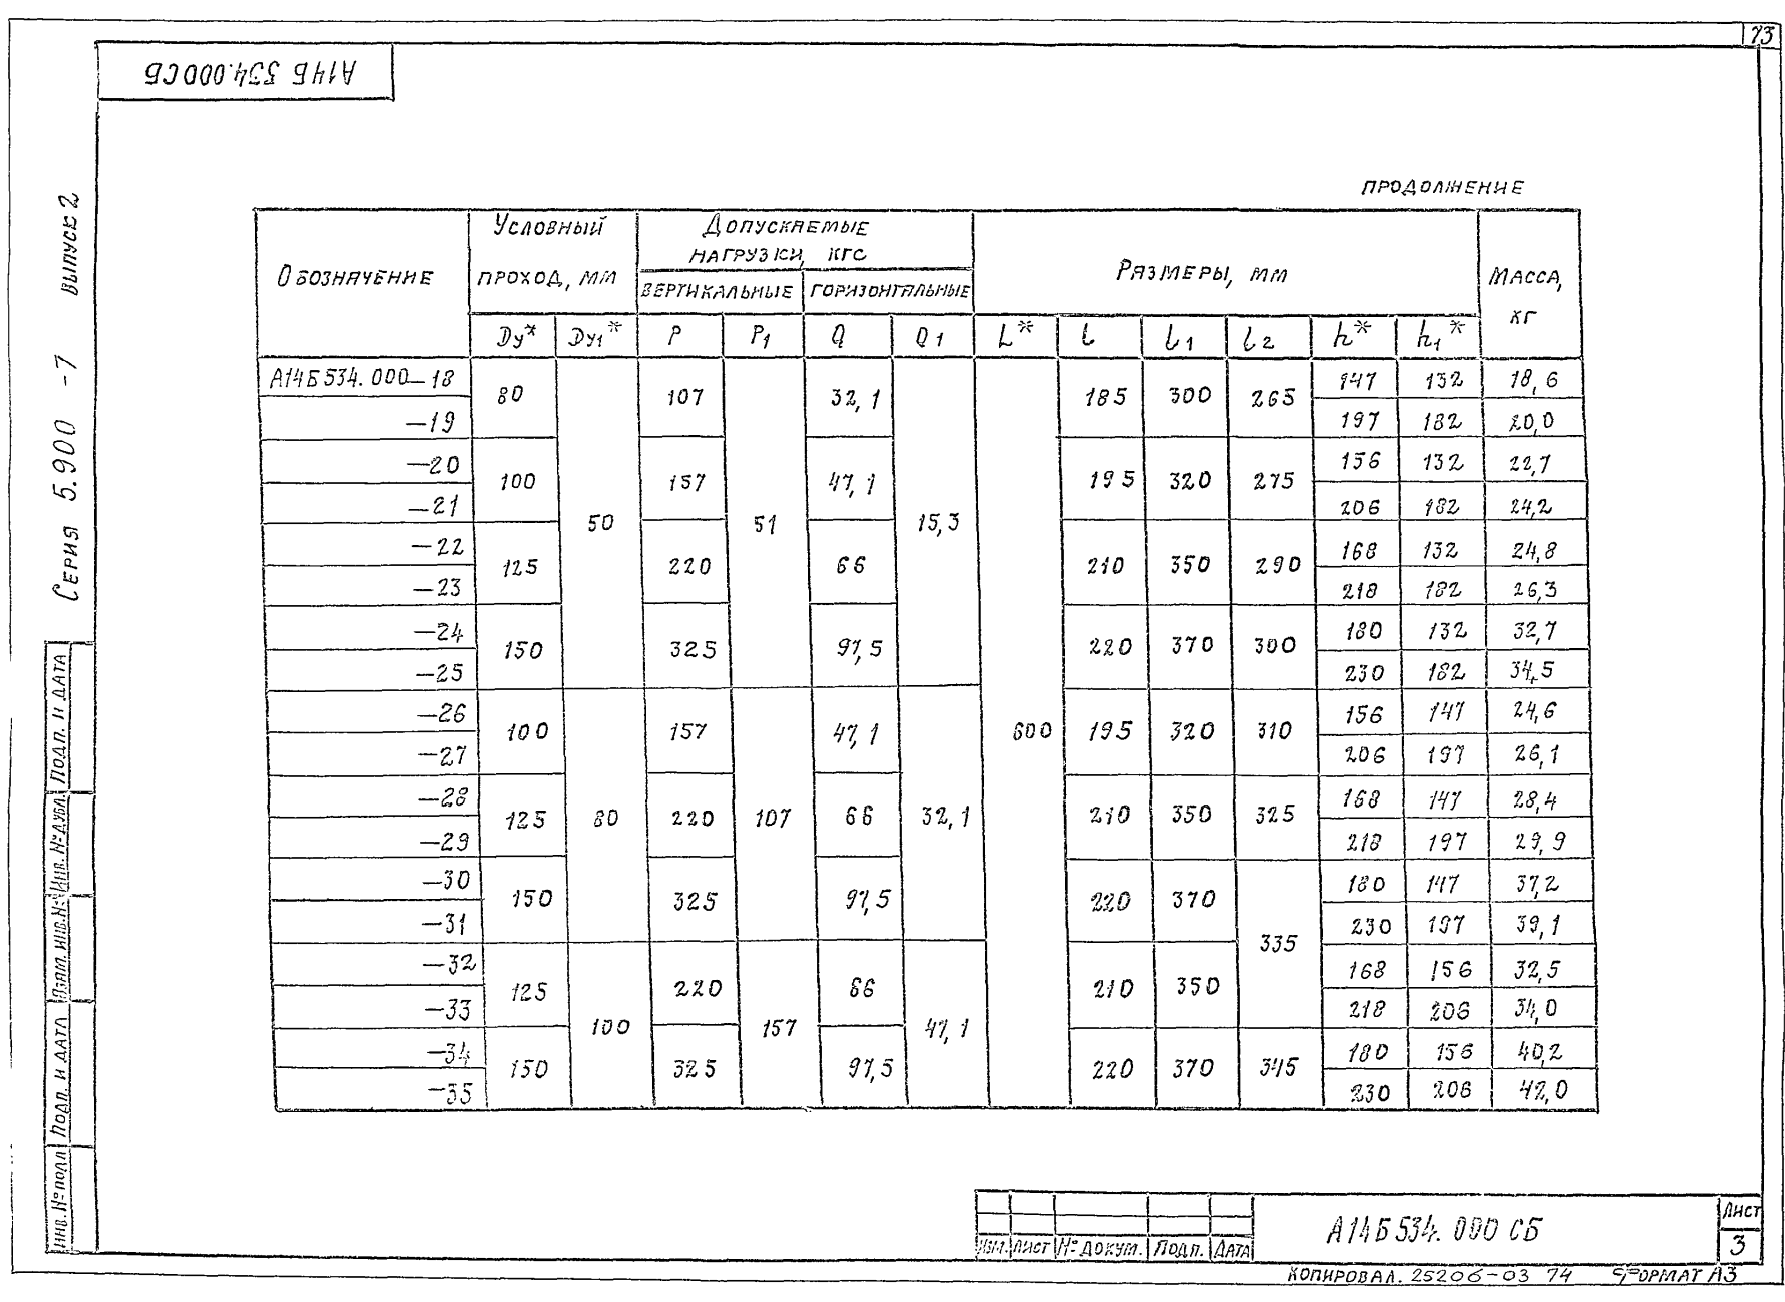 73
А14Б 534.000 СБ
Серия 5.900-7 выпуск 2
ПРОДОЛЖЕНИЕ
Обозначение
Условный проход, мм
Допускаемые нагрузки, кгс
Размеры, мм
Масса, кг
вертикальные
горизонтальные
Dу* Dу1* P P1 Q Q1 L* l l1 l2 h* h1*
А14Б534.000-18 80 50 107 51 32,1 15,3 600 185 300 265 147 132 18,6
-19 197 182 20,0
-20 100 157 47,1 195 320 275 156 132 22,7
-21 206 182 24,2
-22 125 220 66 210 350 290 168 132 24,8
-23 218 182 26,3
-24 150 325 97,5 220 370 300 180 132 32,7
-25 230 182 34,5
-26 100 80 157 107 47,1 32,1 195 320 310 156 147 24,6
-27 206 197 26,1
-28 125 220 66 210 350 325 168 147 28,4
-29 218 197 29,9
-30 150 325 97,5 220 370 335 180 147 37,2
-31 230 197 39,1
-32 125 100 220 157 66 47,1 210 350 168 156 32,5
-33 218 206 34,0
-34 150 325 97,5 220 370 345 180 156 40,2
-35 230 206 42,0
Подп. и дата
Инв. № дубл.
Взам. инв. №
Подп. и дата
Инв. № подл
Изм. Лист № докум. Подп. Дата
А14Б534.000 СБ
Лист
3
Копировал. 25206-03 74 Формат А3